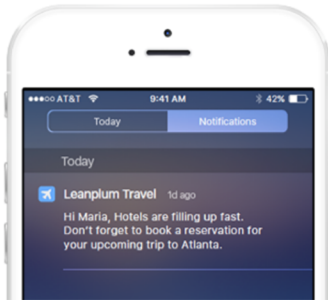 ●●●○○ AT&T 9:41 AM 42%
Today Notifications
Today
Leanplum Travel 1d ago
Hi Maria, Hotels are filling up fast.
Don't forget to book a reservation for
your upcoming trip to Atlanta.